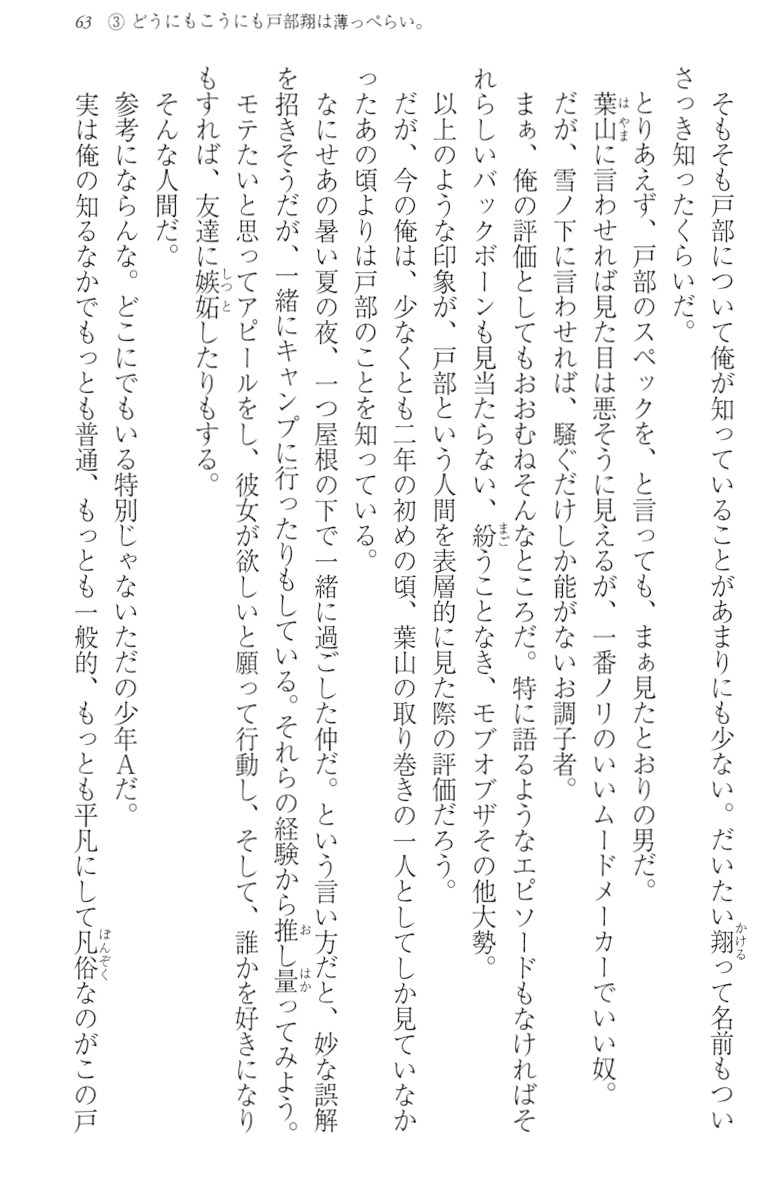 63　③ どうにもこうにも戸部翔は薄っぺらい。
　そもそも戸部について俺が知っていることがあまりにも少ない。だいたい翔って名前もつい
さっき知ったくらいだ。
　とりあえず、戸部のスペックを、と言っても、まぁ見たとおりの男だ。
　葉山に言わせれば見た目は悪そうに見えるが、一番ノリのいいムードメーカーでいい奴。
　だが、雪ノ下に言わせれば、騒ぐだけしか能がないお調子者。
　まぁ、俺の評価としてもおおむねそんなところだ。特に語るようなエピソードもなければそ
れらしいバックボーンも見当たらない、紛うことなき、モブオブザその他大勢。
　以上のような印象が、戸部という人間を表層的に見た際の評価だろう。
　だが、今の俺は、少なくとも二年の初めの頃、葉山の取り巻きの一人としてしか見ていなか
ったあの頃よりは戸部のことを知っている。
　なにせあの暑い夏の夜、一つ屋根の下で一緒に過ごした仲だ。という言い方だと、妙な誤解
を招きそうだが、一緒にキャンプに行ったりもしている。それらの経験から推し量ってみよう。
　モテたいと思ってアピールをし、彼女が欲しいと願って行動し、そして、誰かを好きになり
もすれば、友達に嫉妬したりもする。
　そんな人間だ。
　参考にならんな。どこにでもいる特別じゃないただの少年Ａだ。
　実は俺の知るなかでもっとも普通、もっとも一般的、もっとも平凡にして凡俗なのがこの戸